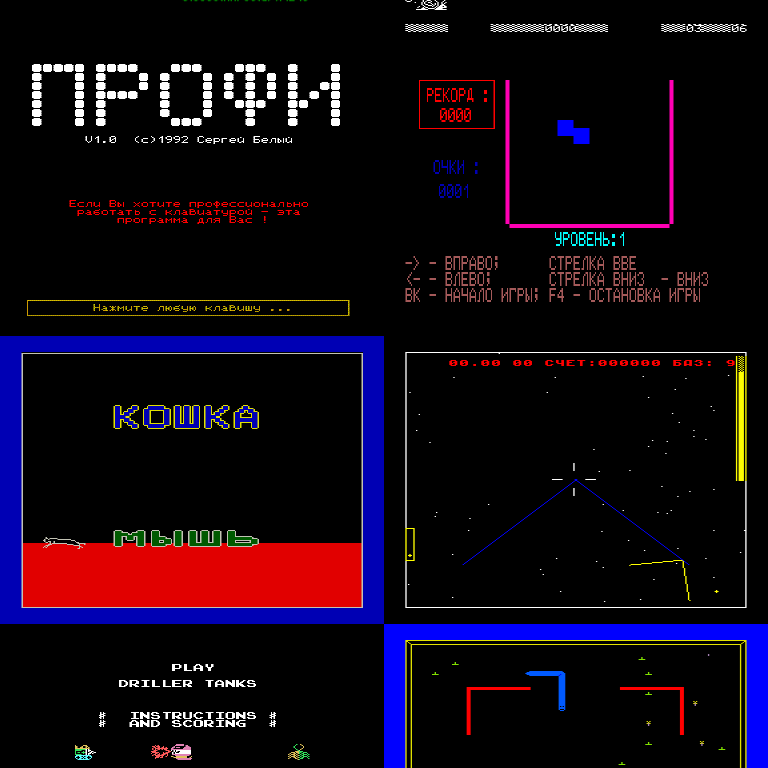 ПРОФИ
V1.0 (c)1992 Сергей Белый
Если Вы хотите профессионально
работать с клавиатурой - эта
программа для Вас !
Нажмите любую клавишу ...
0000
03
06
РЕКОРД :
0000
ОЧКИ :
0001
УРОВЕНЬ:1
-> - ВПРАВО; СТРЕЛКА ВВЕ
<- - ВЛЕВО; СТРЕЛКА ВНИЗ - ВНИЗ
ВК - НАЧАЛО ИГРЫ; F4 - ОСТАНОВКА ИГРЫ
КОШКА
МЫШЬ
00.00 00 СЧЕТ:000000 БАЗ: 9
PLAY
DRILLER TANKS
# INSTRUCTIONS #
# AND SCORING #